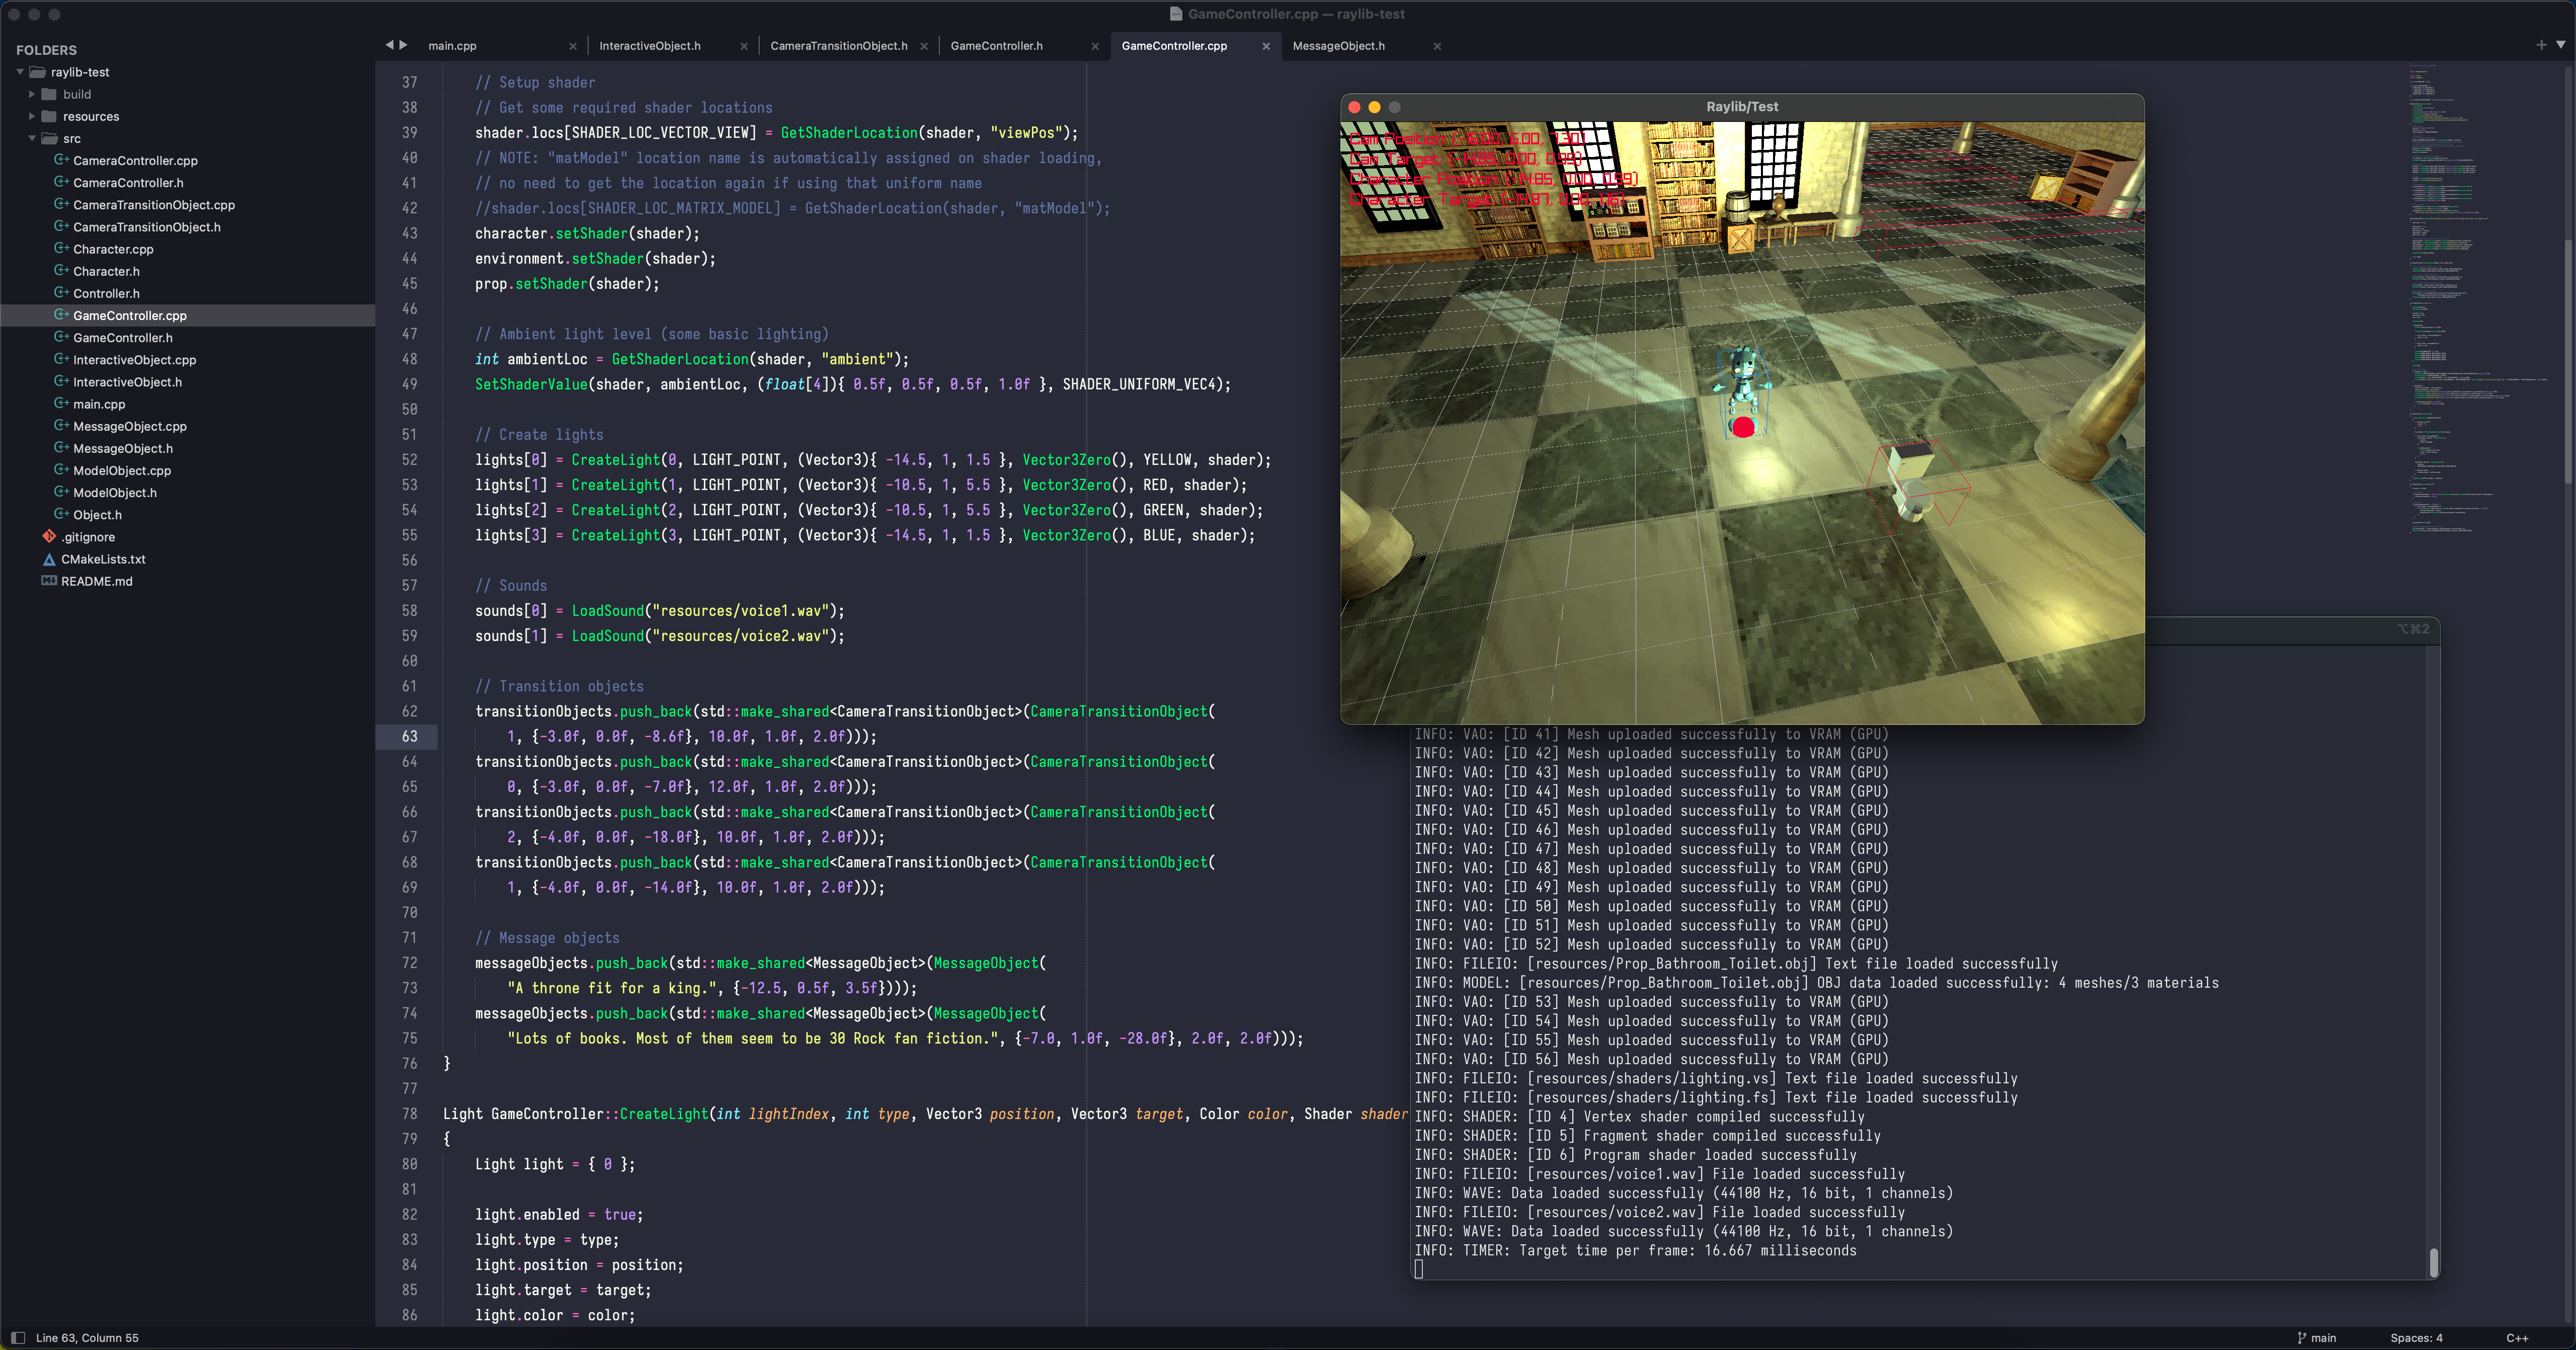 GameController.cpp — raylib-test
FOLDERS
raylib-test
build
resources
src
CameraController.cpp
CameraController.h
CameraTransitionObject.cpp
CameraTransitionObject.h
Character.cpp
Character.h
Controller.h
GameController.cpp
GameController.h
InteractiveObject.cpp
InteractiveObject.h
main.cpp
MessageObject.cpp
MessageObject.h
ModelObject.cpp
ModelObject.h
Object.h
.gitignore
CMakeLists.txt
README.md
main.cpp InteractiveObject.h CameraTransitionObject.h GameController.h GameController.cpp MessageObject.h
37 // Setup shader
38 // Get some required shader locations
39 shader.locs[SHADER_LOC_VECTOR_VIEW] = GetShaderLocation(shader, "viewPos");
40 // NOTE: "matModel" location name is automatically assigned on shader loading,
41 // no need to get the location again if using that uniform name
42 //shader.locs[SHADER_LOC_MATRIX_MODEL] = GetShaderLocation(shader, "matModel");
43 character.setShader(shader);
44 environment.setShader(shader);
45 prop.setShader(shader);
46
47 // Ambient light level (some basic lighting)
48 int ambientLoc = GetShaderLocation(shader, "ambient");
49 SetShaderValue(shader, ambientLoc, (float[4]){ 0.5f, 0.5f, 0.5f, 1.0f }, SHADER_UNIFORM_VEC4);
50
51 // Create lights
52 lights[0] = CreateLight(0, LIGHT_POINT, (Vector3){ -14.5, 1, 1.5 }, Vector3Zero(), YELLOW, shader);
53 lights[1] = CreateLight(1, LIGHT_POINT, (Vector3){ -10.5, 1, 5.5 }, Vector3Zero(), RED, shader);
54 lights[2] = CreateLight(2, LIGHT_POINT, (Vector3){ -10.5, 1, 5.5 }, Vector3Zero(), GREEN, shader);
55 lights[3] = CreateLight(3, LIGHT_POINT, (Vector3){ -14.5, 1, 1.5 }, Vector3Zero(), BLUE, shader);
56
57 // Sounds
58 sounds[0] = LoadSound("resources/voice1.wav");
59 sounds[1] = LoadSound("resources/voice2.wav");
60
61 // Transition objects
62 transitionObjects.push_back(std::make_shared<CameraTransitionObject>(CameraTransitionObject(
63 1, {-3.0f, 0.0f, -8.6f}, 10.0f, 1.0f, 2.0f)));
64 transitionObjects.push_back(std::make_shared<CameraTransitionObject>(CameraTransitionObject(
65 0, {-3.0f, 0.0f, -7.0f}, 12.0f, 1.0f, 2.0f)));
66 transitionObjects.push_back(std::make_shared<CameraTransitionObject>(CameraTransitionObject(
67 2, {-4.0f, 0.0f, -18.0f}, 10.0f, 1.0f, 2.0f)));
68 transitionObjects.push_back(std::make_shared<CameraTransitionObject>(CameraTransitionObject(
69 1, {-4.0f, 0.0f, -14.0f}, 10.0f, 1.0f, 2.0f)));
70
71 // Message objects
72 messageObjects.push_back(std::make_shared<MessageObject>(MessageObject(
73 "A throne fit for a king.", {-12.5, 0.5f, 3.5f})));
74 messageObjects.push_back(std::make_shared<MessageObject>(MessageObject(
75 "Lots of books. Most of them seem to be 30 Rock fan fiction.", {-7.0, 1.0f, -28.0f}, 2.0f, 2.0f)));
76 }
77
78 Light GameController::CreateLight(int lightIndex, int type, Vector3 position, Vector3 target, Color color, Shader shader
79 {
80 Light light = { 0 };
81
82 light.enabled = true;
83 light.type = type;
84 light.position = position;
85 light.target = target;
86 light.color = color;
Raylib/Test
Cam Position
Cam Target (-14.85, 0.00, 0.99)
Character Position (-14.85, 0.00, 0.99)
Character Target
⌥⌘2
INFO: VAO: [ID 41] Mesh uploaded successfully to VRAM (GPU)
INFO: VAO: [ID 42] Mesh uploaded successfully to VRAM (GPU)
INFO: VAO: [ID 43] Mesh uploaded successfully to VRAM (GPU)
INFO: VAO: [ID 44] Mesh uploaded successfully to VRAM (GPU)
INFO: VAO: [ID 45] Mesh uploaded successfully to VRAM (GPU)
INFO: VAO: [ID 46] Mesh uploaded successfully to VRAM (GPU)
INFO: VAO: [ID 47] Mesh uploaded successfully to VRAM (GPU)
INFO: VAO: [ID 48] Mesh uploaded successfully to VRAM (GPU)
INFO: VAO: [ID 49] Mesh uploaded successfully to VRAM (GPU)
INFO: VAO: [ID 50] Mesh uploaded successfully to VRAM (GPU)
INFO: VAO: [ID 51] Mesh uploaded successfully to VRAM (GPU)
INFO: VAO: [ID 52] Mesh uploaded successfully to VRAM (GPU)
INFO: FILEIO: [resources/Prop_Bathroom_Toilet.obj] Text file loaded successfully
INFO: MODEL: [resources/Prop_Bathroom_Toilet.obj] OBJ data loaded successfully: 4 meshes/3 materials
INFO: VAO: [ID 53] Mesh uploaded successfully to VRAM (GPU)
INFO: VAO: [ID 54] Mesh uploaded successfully to VRAM (GPU)
INFO: VAO: [ID 55] Mesh uploaded successfully to VRAM (GPU)
INFO: VAO: [ID 56] Mesh uploaded successfully to VRAM (GPU)
INFO: FILEIO: [resources/shaders/lighting.vs] Text file loaded successfully
INFO: FILEIO: [resources/shaders/lighting.fs] Text file loaded successfully
INFO: SHADER: [ID 4] Vertex shader compiled successfully
INFO: SHADER: [ID 5] Fragment shader compiled successfully
INFO: SHADER: [ID 6] Program shader loaded successfully
INFO: FILEIO: [resources/voice1.wav] File loaded successfully
INFO: WAVE: Data loaded successfully (44100 Hz, 16 bit, 1 channels)
INFO: FILEIO: [resources/voice2.wav] File loaded successfully
INFO: WAVE: Data loaded successfully (44100 Hz, 16 bit, 1 channels)
INFO: TIMER: Target time per frame: 16.667 milliseconds
Line 63, Column 55
main
Spaces: 4
C++